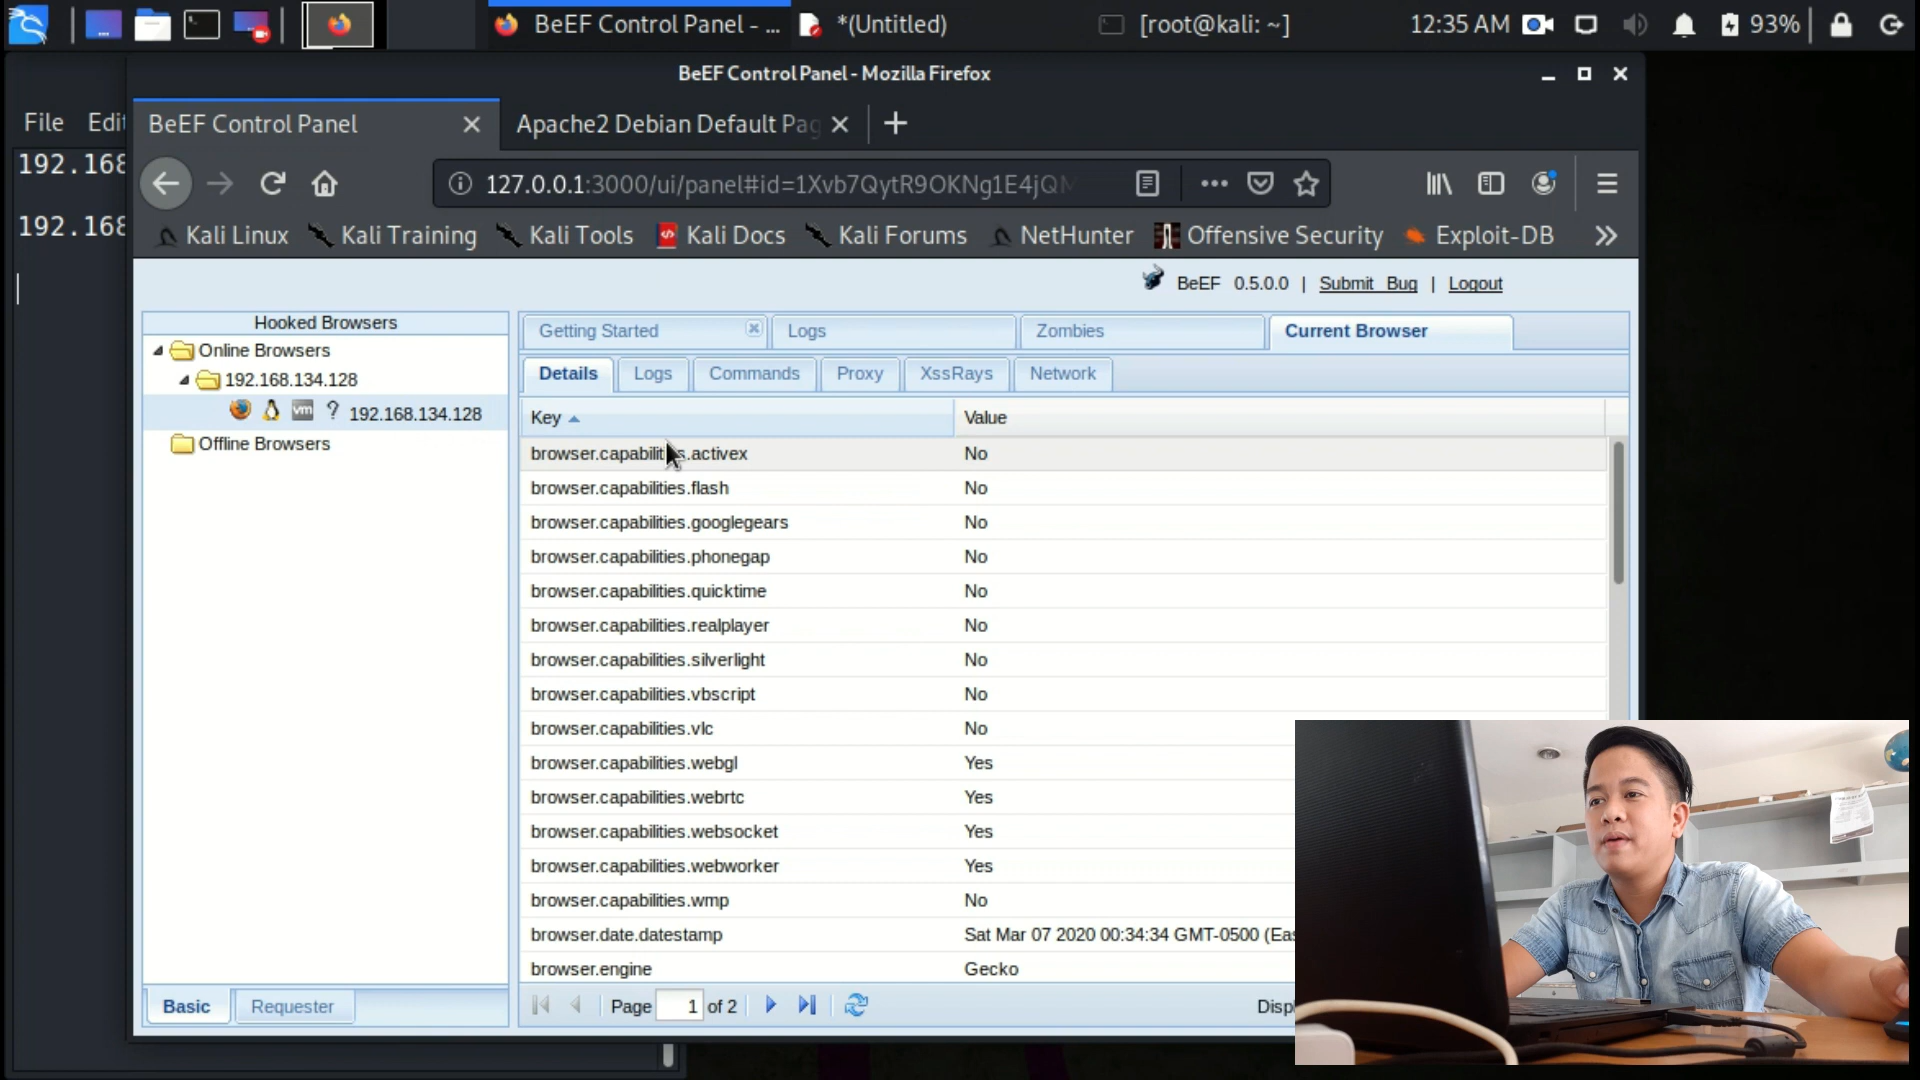 BeEF Control Panel - ...
*(Untitled)
[root@kali: ~]
12:35 AM
93%
BeEF Control Panel - Mozilla Firefox
File Edit
BeEF Control Panel
Apache2 Debian Default Pag
192.168
127.0.0.1:3000/ui/panel#id=1Xvb7QytR9OKNg1E4jQM
192.168
Kali Linux
Kali Training
Kali Tools
Kali Docs
Kali Forums
NetHunter
Offensive Security
Exploit-DB
BeEF 0.5.0.0 | Submit Bug | Logout
Hooked Browsers
Online Browsers
192.168.134.128
vm ? 192.168.134.128
Offline Browsers
Basic
Requester
Getting Started
Logs
Zombies
Current Browser
Details
Logs
Commands
Proxy
XssRays
Network
Key Value
browser.capabilities.activex No
browser.capabilities.flash No
browser.capabilities.googlegears No
browser.capabilities.phonegap No
browser.capabilities.quicktime No
browser.capabilities.realplayer No
browser.capabilities.silverlight No
browser.capabilities.vbscript No
browser.capabilities.vlc No
browser.capabilities.webgl Yes
browser.capabilities.webrtc Yes
browser.capabilities.websocket Yes
browser.capabilities.webworker Yes
browser.capabilities.wmp No
browser.date.datestamp Sat Mar 07 2020 00:34:34 GMT-0500 (Eas
browser.engine Gecko
Page 1 of 2
Disp